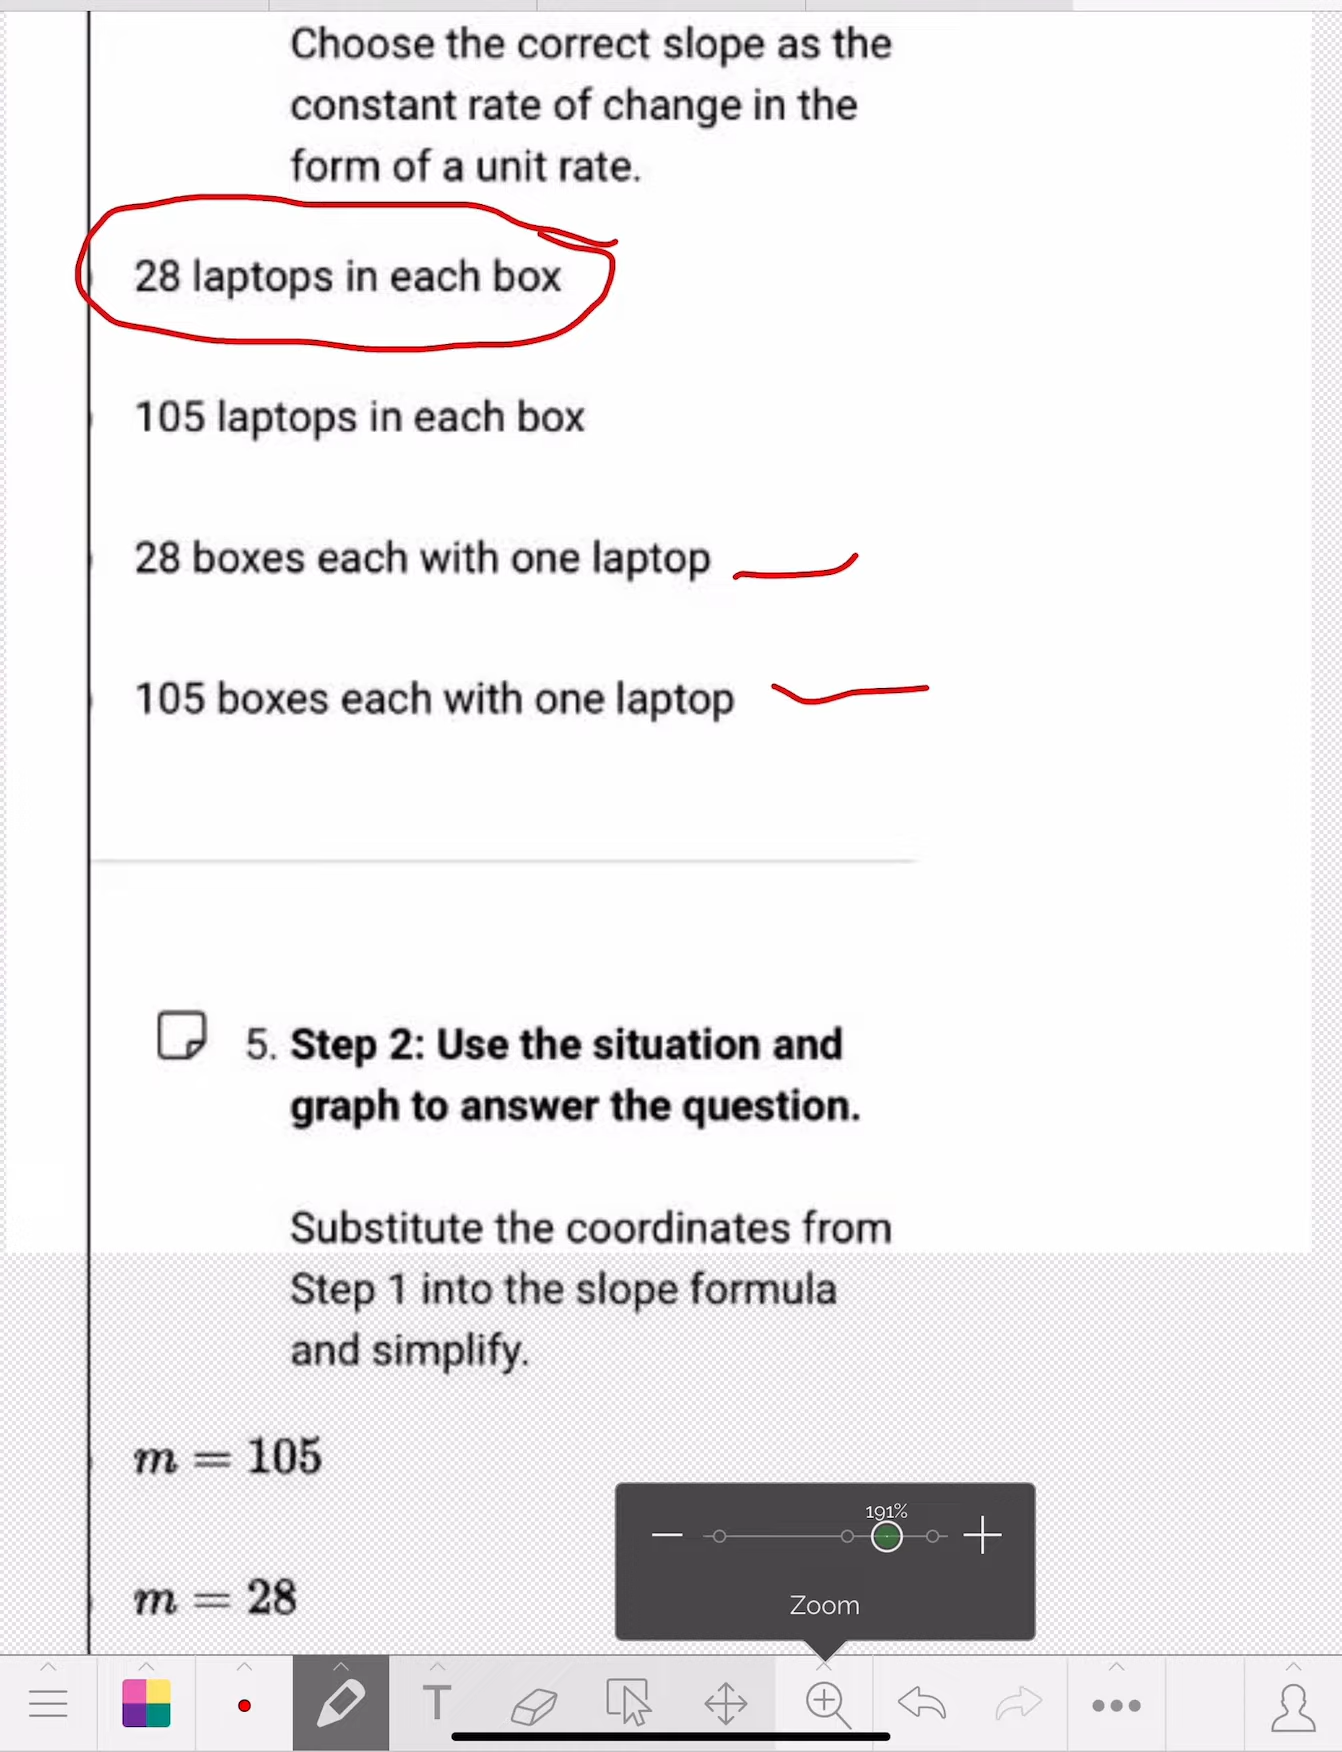 Choose the correct slope as the
constant rate of change in the
form of a unit rate.
28 laptops in each box
105 laptops in each box
28 boxes each with one laptop
105 boxes each with one laptop
5. Step 2: Use the situation and
graph to answer the question.
Substitute the coordinates from
Step 1 into the slope formula
and simplify.
m = 105
m = 28
191%
Zoom
T